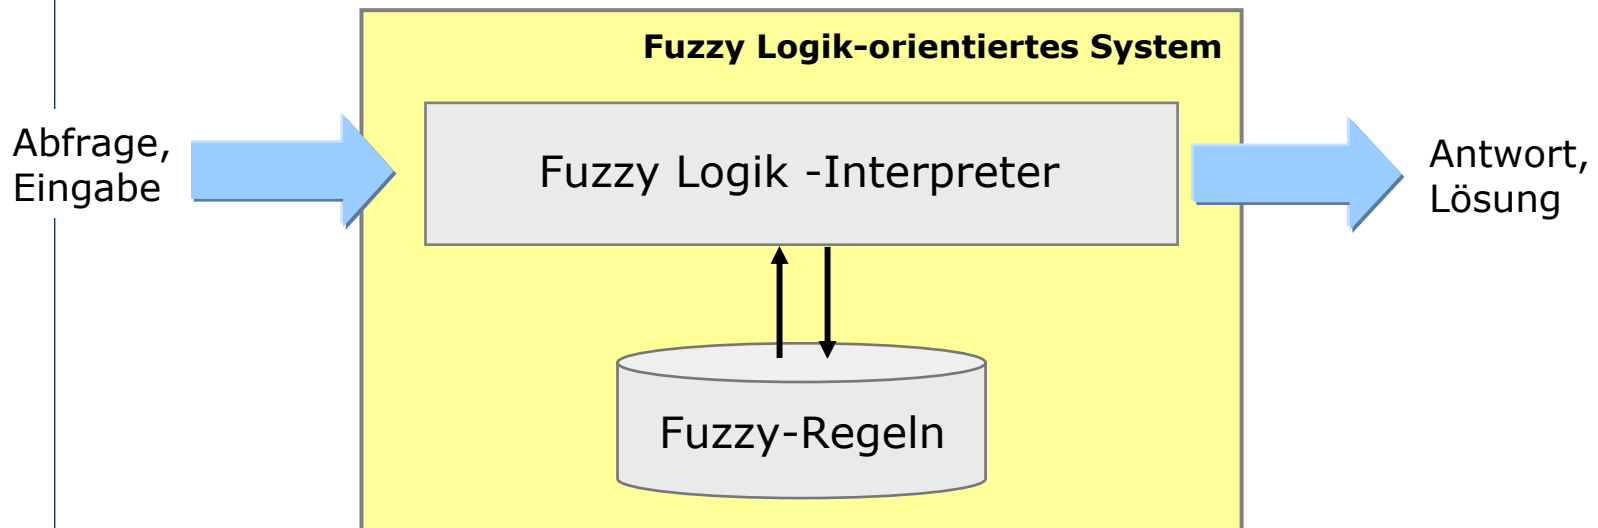 Fuzzy Logik-orientiertes System
Abfrage,
Eingabe
Fuzzy Logik -Interpreter
Antwort,
Lösung
Fuzzy-Regeln